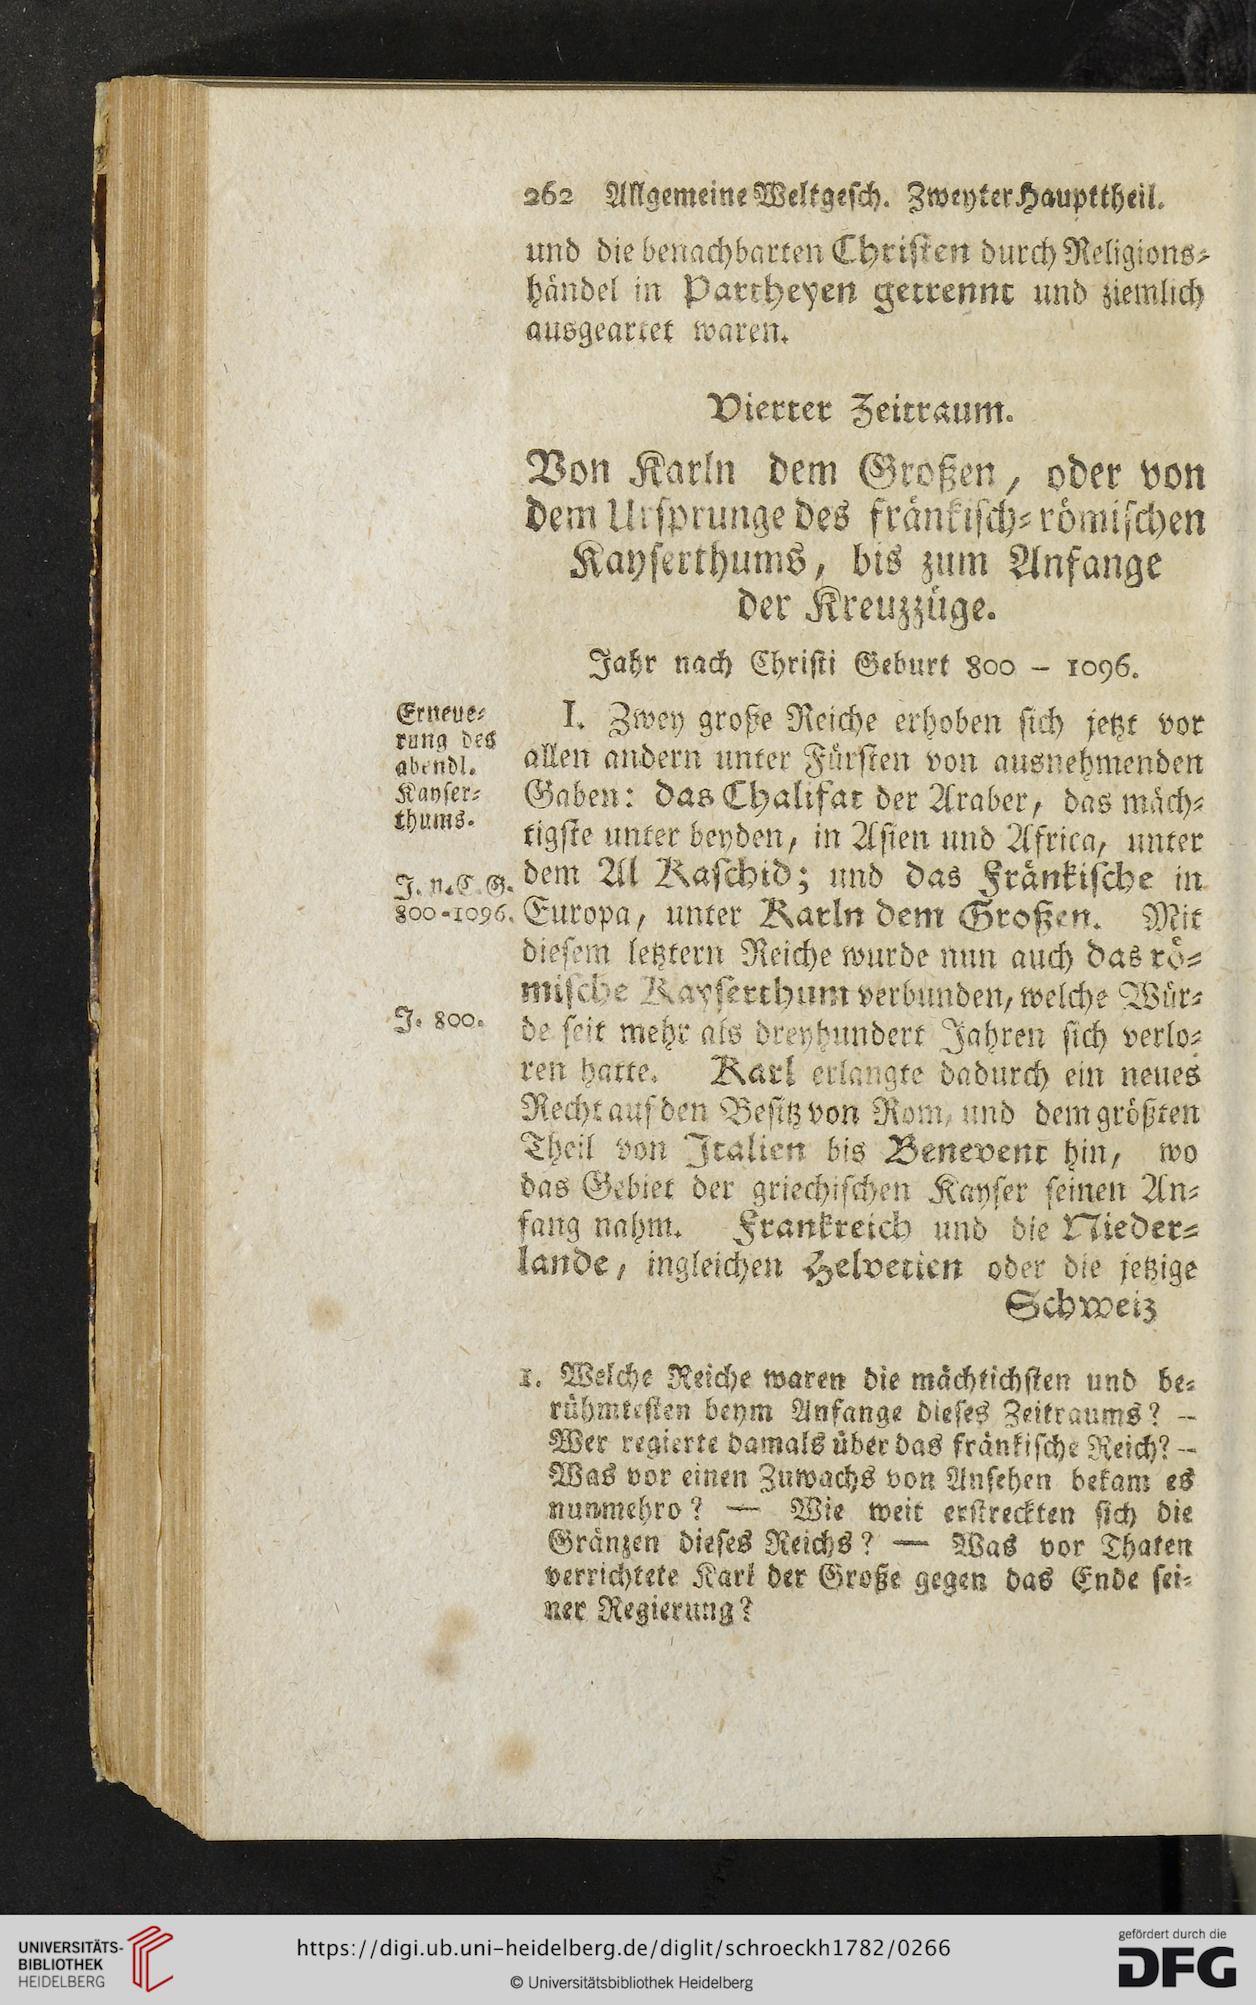 262 Allgemeine Weltgesch. Zweyter Haupttheil.
und die benachbarten Christen durch Religions-
händel in Partheyen getrennt und ziemlich
ausgeartet waren.
Vierter Zeitraum.
Von Karln dem Großen, oder von
dem Ursprunge des fränkisch-römischen
Kayserthums, bis zum Anfange
der Kreuzzüge.
Jahr nach Christi Geburt 800 – 1096.
Erneue-
rung des
abendl.
Kayser-
thums.
J. n. C. G.
800-1096.
J. 800.
I. Zwey große Reiche erhoben sich jetzt vor
allen andern unter Fürsten von ausnehmenden
Gaben: das Chalifat der Araber, das mäch-
tigste unter beyden, in Asien und Africa, unter
dem Al Raschid; und das Fränkische in
Europa, unter Karln dem Großen. Mit
diesem letztern Reiche wurde nun auch das rö-
mische Kayserthum verbunden, welche Wür-
de seit mehr als dreyhundert Jahren sich verlo-
ren hatte. Karl erlangte dadurch ein neues
Recht auf den Besitz von Rom, und dem größten
Theil von Italien bis Benevent hin, wo
das Gebiet der griechischen Kayser seinen An-
fang nahm. Frankreich und die Nieder-
lande, ingleichen Helvetien oder die jetzige
Schweiz
1. Welche Reiche waren die mächtichsten und be-
rühmtesten beym Anfange dieses Zeitraums? –
Wer regierte damals über das fränkische Reich? –
Was vor einen Zuwachs von Ansehen bekam es
nunmehro? — Wie weit erstreckten sich die
Gränzen dieses Reichs? — Was vor Thaten
verrichtete Karl der Große gegen das Ende sei-
ner Regierung?
UNIVERSITÄTS-
BIBLIOTHEK
HEIDELBERG
https://digi.ub.uni-heidelberg.de/diglit/schroeckh1782/0266
© Universitätsbibliothek Heidelberg
gefördert durch die
DFG